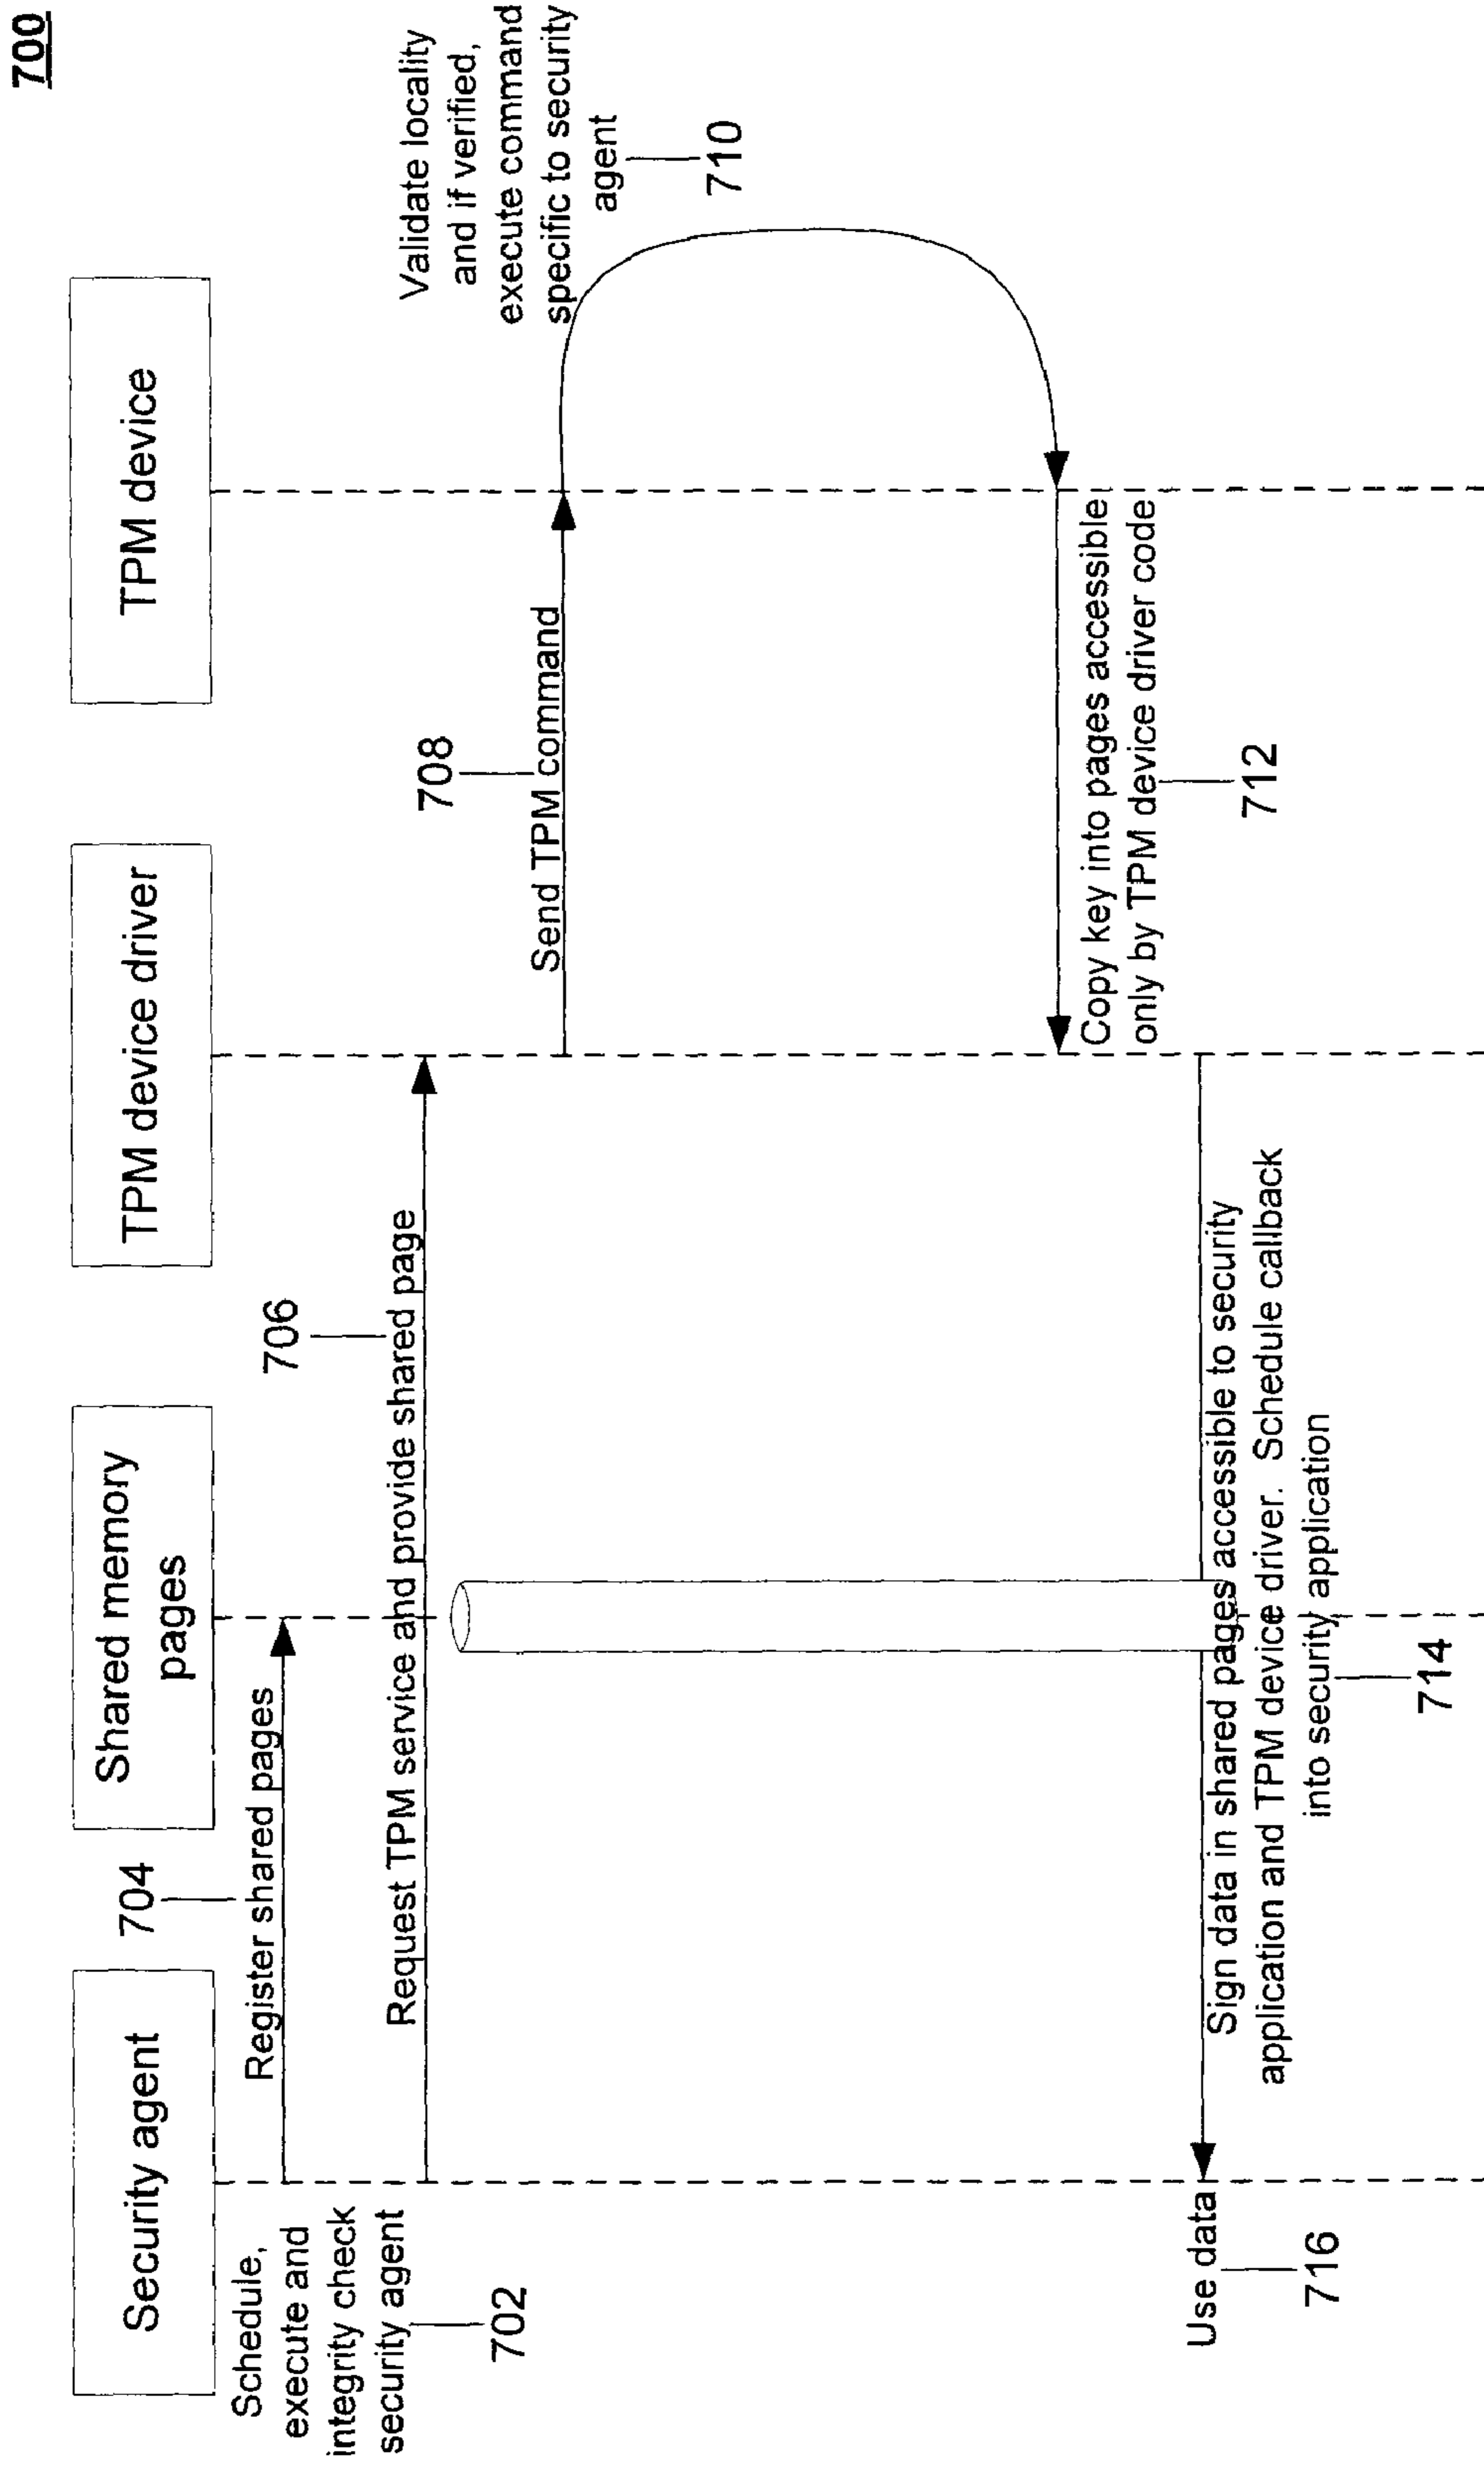 700
Security agent
Shared memory
pages
TPM device driver
TPM device
Schedule,
execute and
integrity check
security agent
702
704
Register shared pages
706
Request TPM service and provide shared page
708
Send TPM command
Validate locality
and if verified,
execute command
specific to security
agent
710
Copy key into pages accessible
only by TPM device driver code
712
Sign data in shared pages accessible to security
application and TPM device driver. Schedule callback
into security application
714
Use data
716